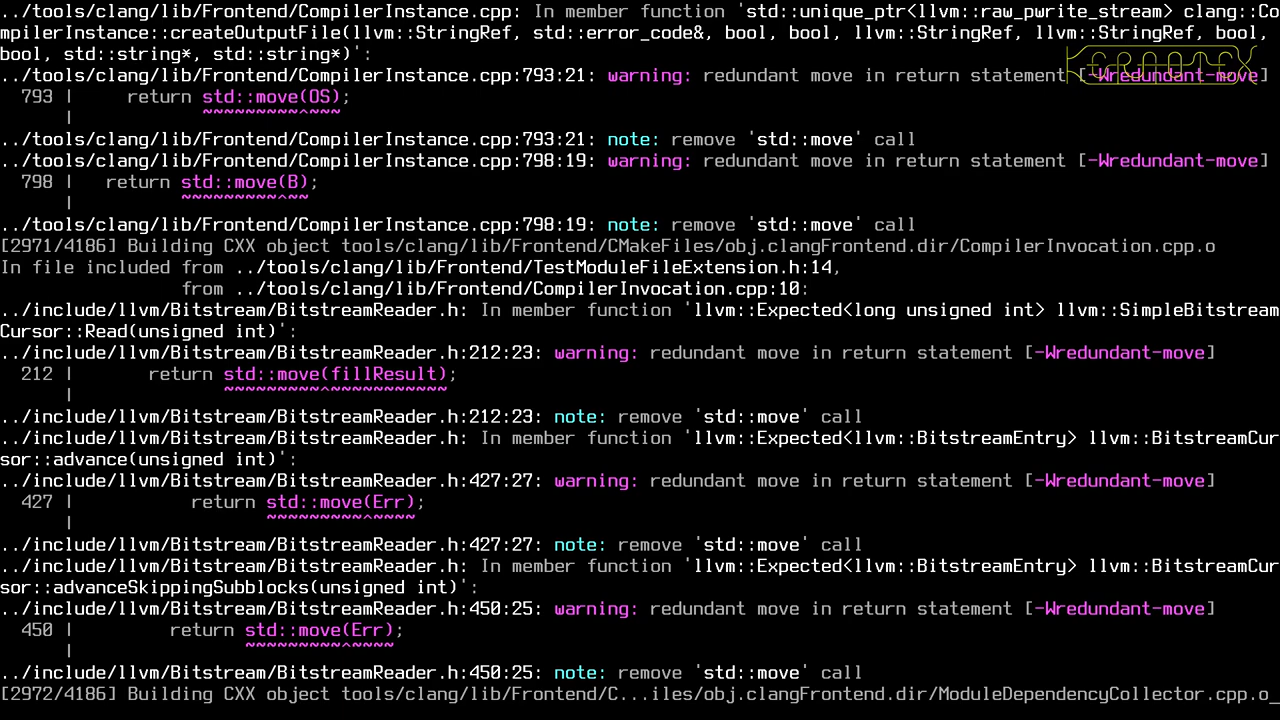 ../tools/clang/lib/Frontend/CompilerInstance.cpp: In member function 'std::unique_ptr<llvm::raw_pwrite_stream> clang::Co
mpilerInstance::createOutputFile(llvm::StringRef, std::error_code&, bool, bool, llvm::StringRef, llvm::StringRef, bool,
bool, std::string*, std::string*)':
../tools/clang/lib/Frontend/CompilerInstance.cpp:793:21: warning: redundant move in return statement [-Wredundant-move]
  793 |     return std::move(OS);
      |            ~~~~~~~~~^~~~
../tools/clang/lib/Frontend/CompilerInstance.cpp:793:21: note: remove 'std::move' call
../tools/clang/lib/Frontend/CompilerInstance.cpp:798:19: warning: redundant move in return statement [-Wredundant-move]
  798 |   return std::move(B);
      |          ~~~~~~~~~^~~
../tools/clang/lib/Frontend/CompilerInstance.cpp:798:19: note: remove 'std::move' call
[2971/4186] Building CXX object tools/clang/lib/Frontend/CMakeFiles/obj.clangFrontend.dir/CompilerInvocation.cpp.o
In file included from ../tools/clang/lib/Frontend/TestModuleFileExtension.h:14,
                 from ../tools/clang/lib/Frontend/CompilerInvocation.cpp:10:
../include/llvm/Bitstream/BitstreamReader.h: In member function 'llvm::Expected<long unsigned int> llvm::SimpleBitstream
Cursor::Read(unsigned int)':
../include/llvm/Bitstream/BitstreamReader.h:212:23: warning: redundant move in return statement [-Wredundant-move]
  212 |       return std::move(fillResult);
      |              ~~~~~~~~~^~~~~~~~~~~~
../include/llvm/Bitstream/BitstreamReader.h:212:23: note: remove 'std::move' call
../include/llvm/Bitstream/BitstreamReader.h: In member function 'llvm::Expected<llvm::BitstreamEntry> llvm::BitstreamCur
sor::advance(unsigned int)':
../include/llvm/Bitstream/BitstreamReader.h:427:27: warning: redundant move in return statement [-Wredundant-move]
  427 |           return std::move(Err);
      |                  ~~~~~~~~~^~~~~
../include/llvm/Bitstream/BitstreamReader.h:427:27: note: remove 'std::move' call
../include/llvm/Bitstream/BitstreamReader.h: In member function 'llvm::Expected<llvm::BitstreamEntry> llvm::BitstreamCur
sor::advanceSkippingSubblocks(unsigned int)':
../include/llvm/Bitstream/BitstreamReader.h:450:25: warning: redundant move in return statement [-Wredundant-move]
  450 |         return std::move(Err);
      |                ~~~~~~~~~^~~~~
../include/llvm/Bitstream/BitstreamReader.h:450:25: note: remove 'std::move' call
[2972/4186] Building CXX object tools/clang/lib/Frontend/C...iles/obj.clangFrontend.dir/ModuleDependencyCollector.cpp.o_